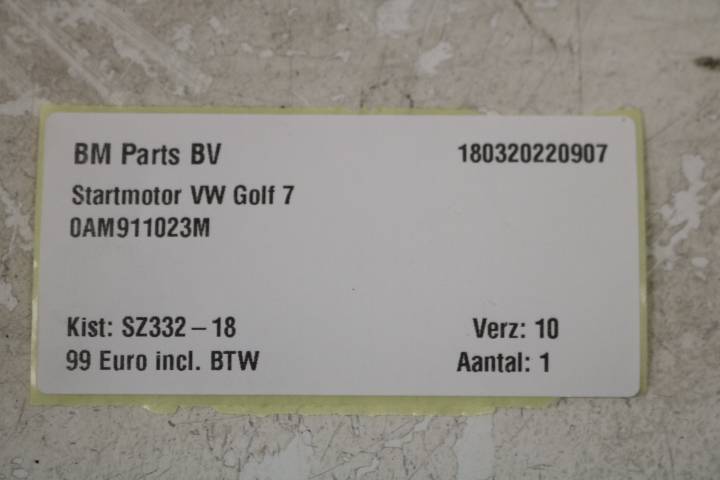 BM Parts BV 180320220907
Startmotor VW Golf 7
0AM911023M
Kist: SZ332-18 Verz: 10
99 Euro incl. BTW Aantal: 1